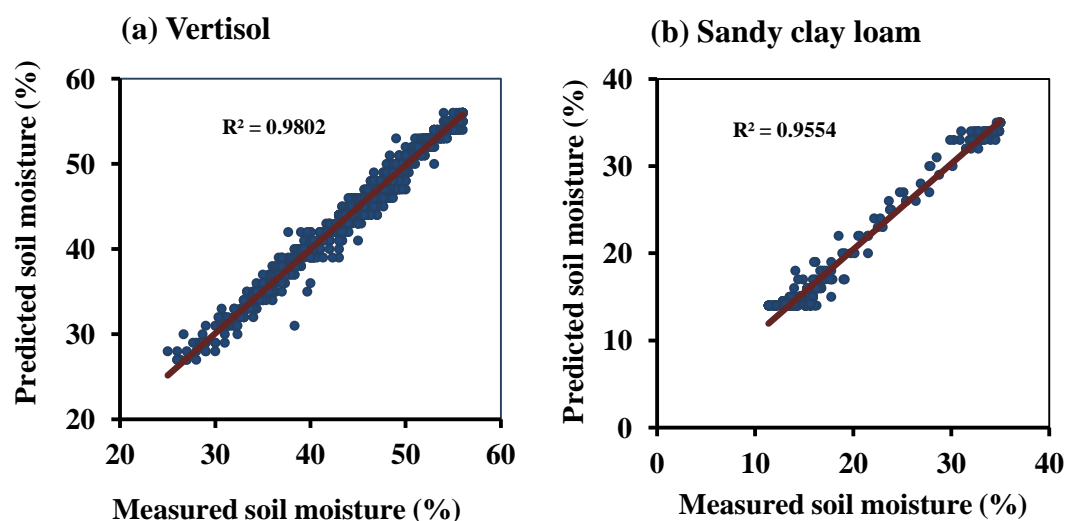 (a) Vertisol
Predicted soil moisture (%)
60
50
40
30
20
R² = 0.9802
20 30 40 50 60
Measured soil moisture (%)
(b) Sandy clay loam
Predicted soil moisture (%)
40
30
20
10
0
R² = 0.9554
0 10 20 30 40
Measured soil moisture (%)